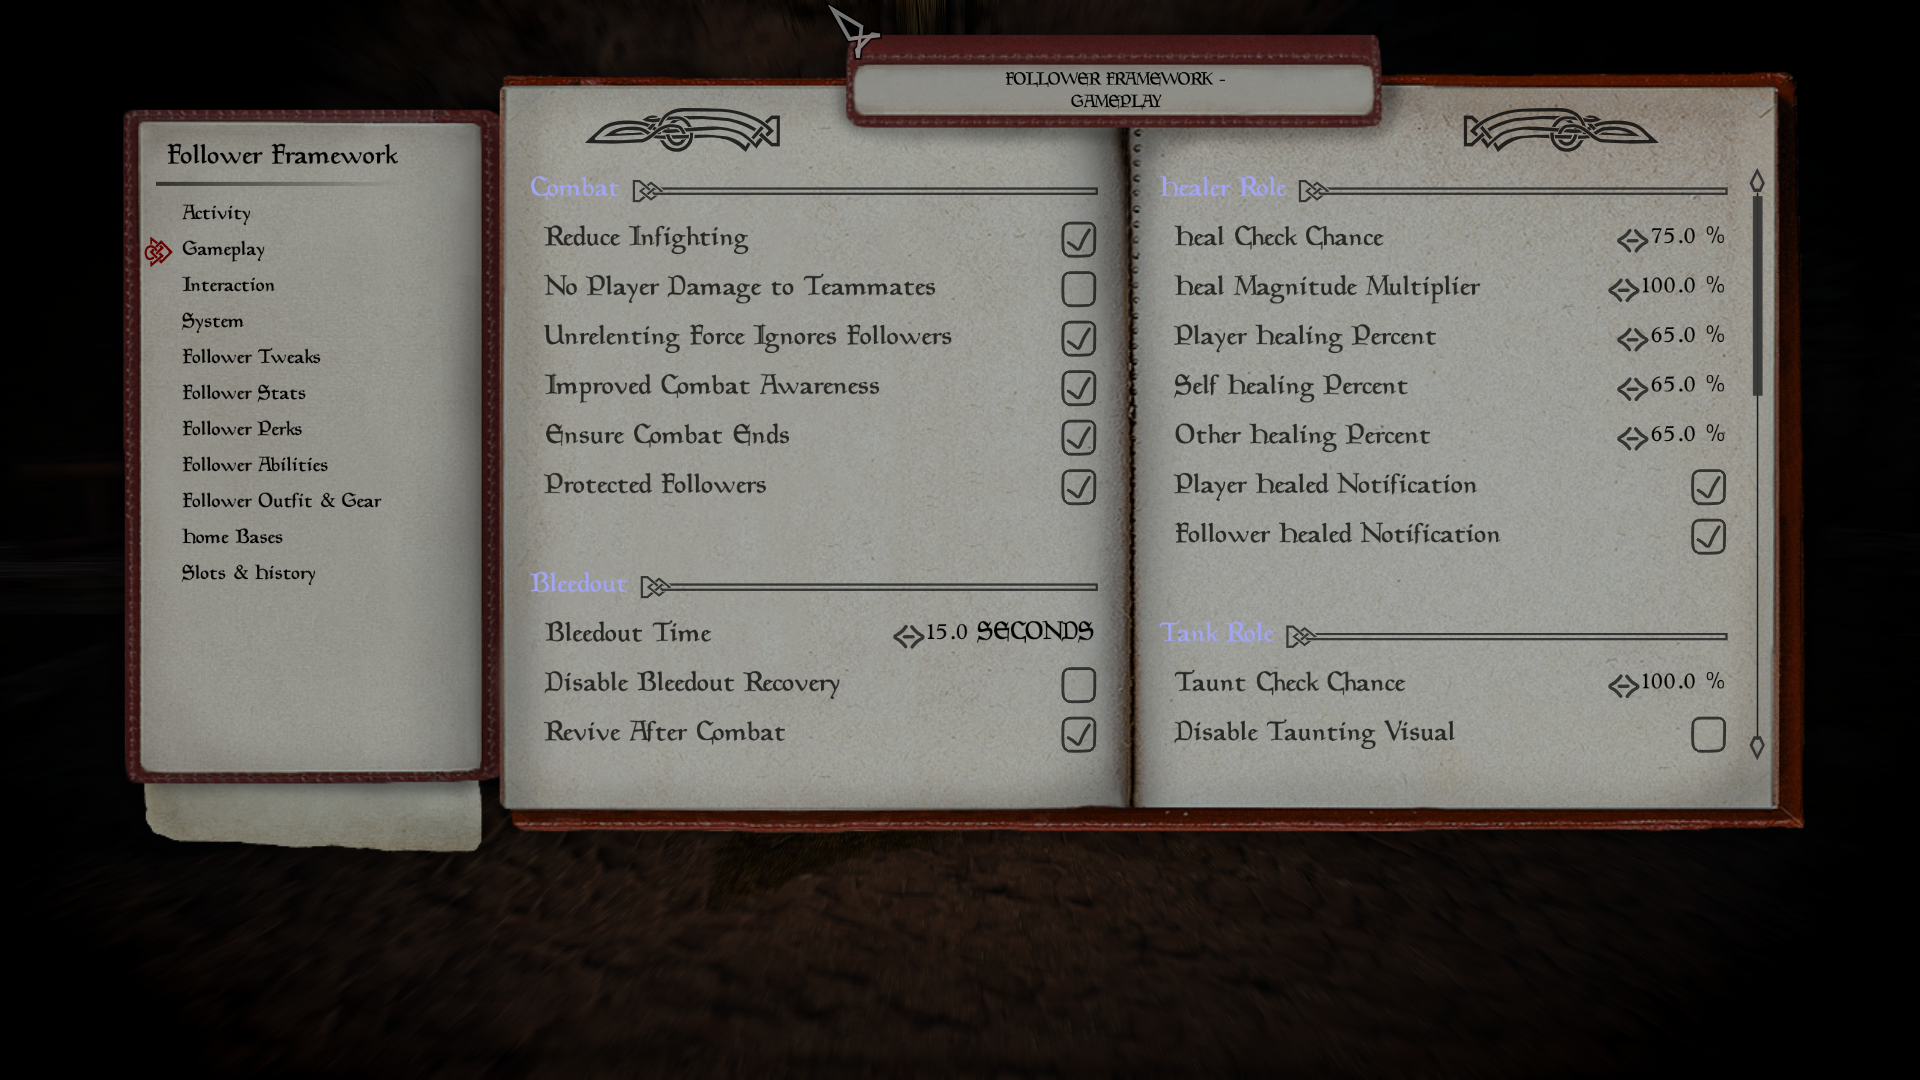 FOLLOWER FRAMEWORK -
GAMEPLAY
Follower Framework
Activity
Gameplay
Interaction
System
Follower Tweaks
Follower Stats
Follower Perks
Follower Abilities
Follower Outfit & Gear
Home Bases
Slots & History
Combat
Reduce Infighting
No Player Damage to Teammates
Unrelenting Force Ignores Followers
Improved Combat Awareness
Ensure Combat Ends
Protected Followers
Bleedout
Bleedout Time 15.0 SECONDS
Disable Bleedout Recovery
Revive After Combat
Healer Role
Heal Check Chance 75.0 %
Heal Magnitude Multiplier 100.0 %
Player Healing Percent 65.0 %
Self Healing Percent 65.0 %
Other Healing Percent 65.0 %
Player Healed Notification
Follower Healed Notification
Tank Role
Taunt Check Chance 100.0 %
Disable Taunting Visual